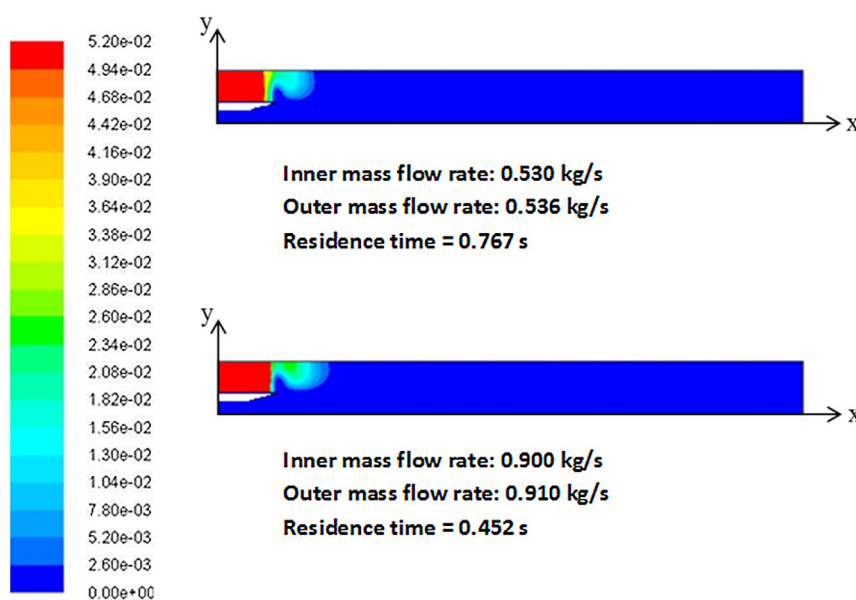 5.20e-02
4.94e-02
4.68e-02
4.42e-02
4.16e-02
3.90e-02
3.64e-02
3.38e-02
3.12e-02
2.86e-02
2.60e-02
2.34e-02
2.08e-02
1.82e-02
1.56e-02
1.30e-02
1.04e-02
7.80e-03
5.20e-03
2.60e-03
0.00e+00
y
x
Inner mass flow rate: 0.530 kg/s
Outer mass flow rate: 0.536 kg/s
Residence time = 0.767 s
y
x
Inner mass flow rate: 0.900 kg/s
Outer mass flow rate: 0.910 kg/s
Residence time = 0.452 s